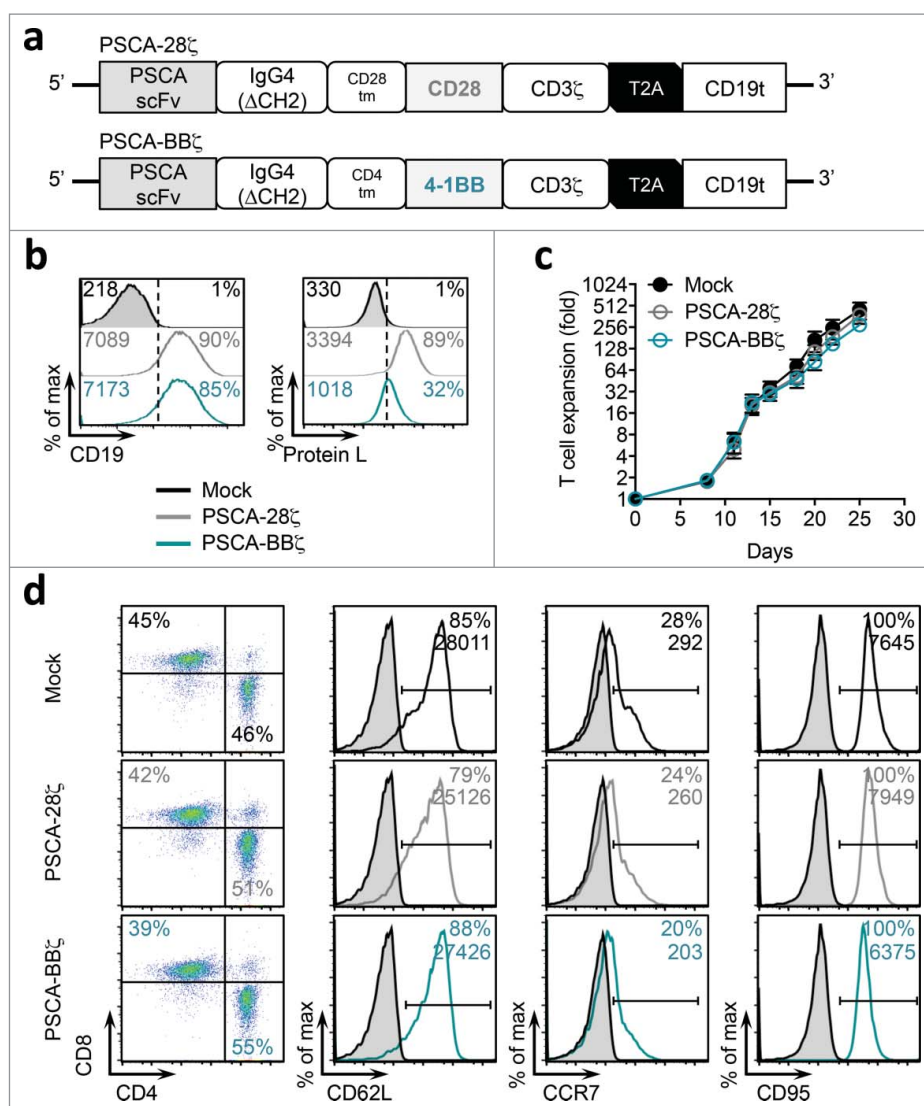 a
PSCA-28ζ
5’ PSCA scFv IgG4 (ΔCH2) CD28 tm CD28 CD3ζ T2A CD19t 3’
PSCA-BBζ
5’ PSCA scFv IgG4 (ΔCH2) CD4 tm 4-1BB CD3ζ T2A CD19t 3’
b
218 1%
7089 90%
7173 85%
% of max
CD19
330 1%
3394 89%
1018 32%
% of max
Protein L
Mock
PSCA-28ζ
PSCA-BBζ
c
Mock
PSCA-28ζ
PSCA-BBζ
T cell expansion (fold)
1024
512
256
128
64
32
16
8
4
2
1
0 5 10 15 20 25 30
Days
d
Mock
45%
46%
85%
28011
28%
292
100%
7645
PSCA-28ζ
42%
51%
79%
25126
24%
260
100%
7949
PSCA-BBζ
39%
55%
88%
27426
20%
203
100%
6375
CD8
CD4
% of max
CD62L
% of max
CCR7
% of max
CD95